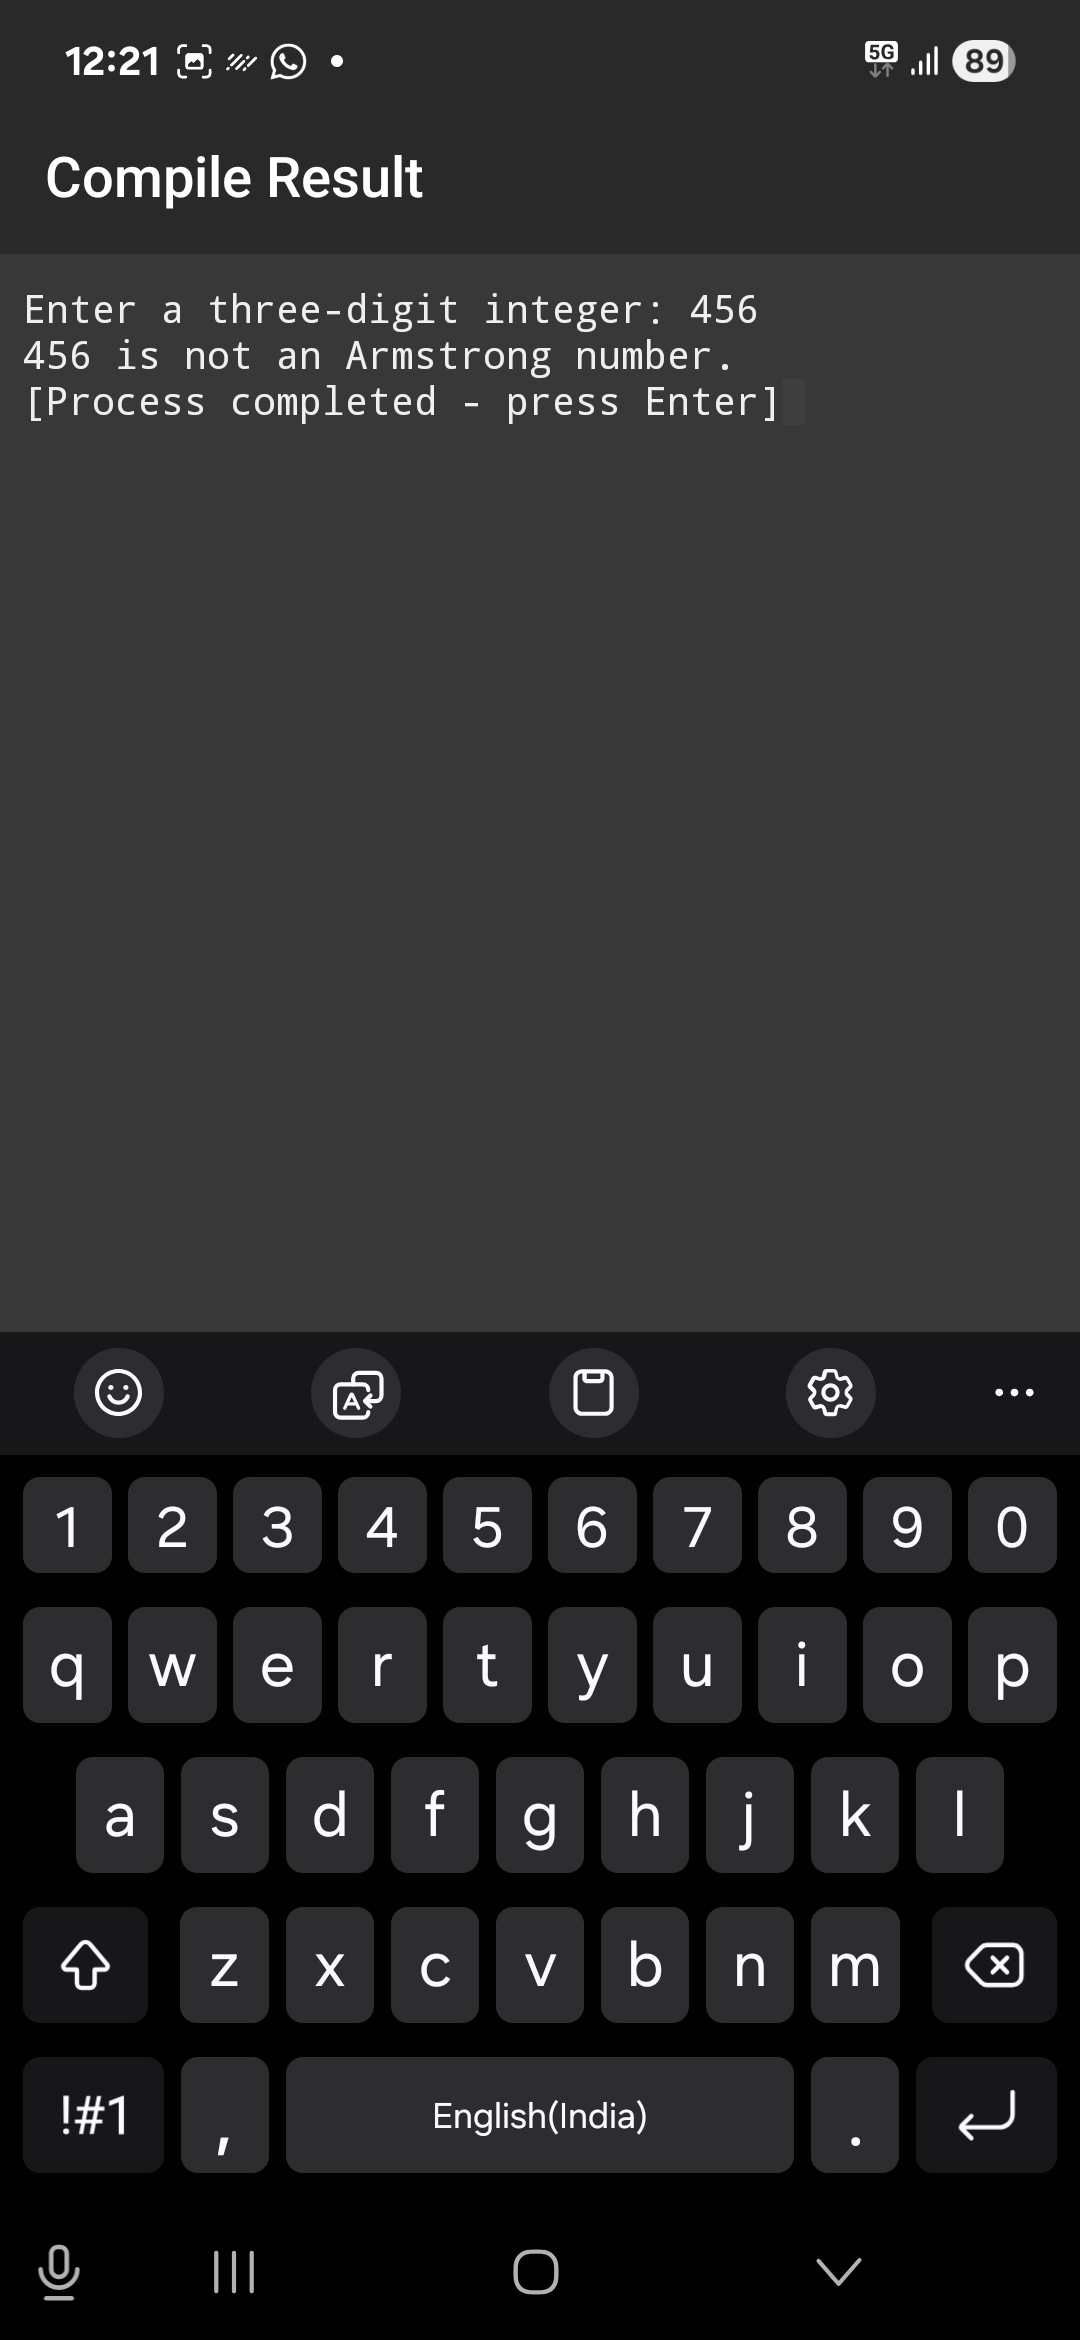 12:21
5G
89
Compile Result
Enter a three-digit integer: 456
456 is not an Armstrong number.
[Process completed - press Enter]
A
1 2 3 4 5 6 7 8 9 0
q w e r t y u i o p
a s d f g h j k l
z x c v b n m
!#1 , English(India) .